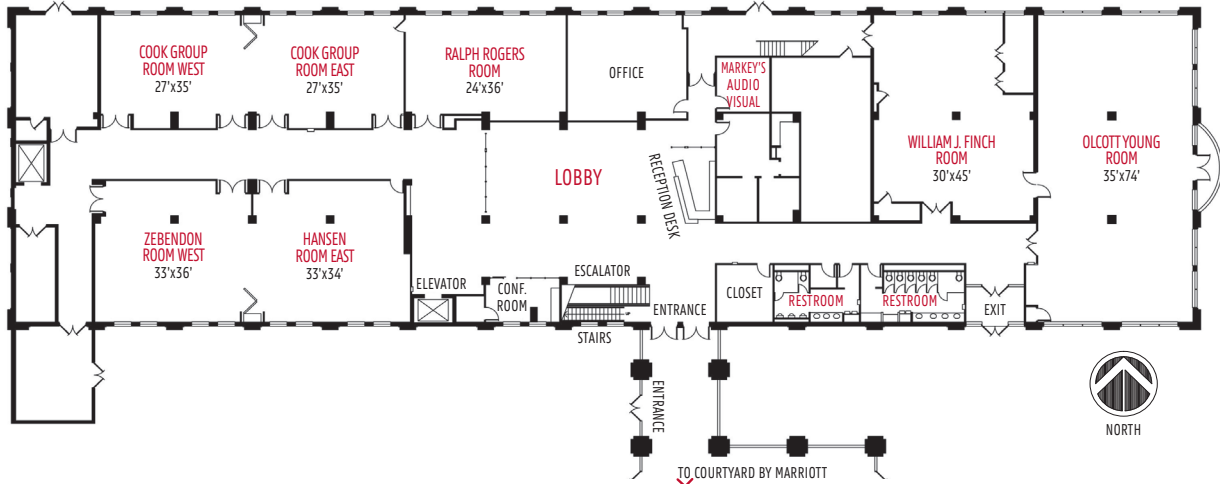 COOK GROUP
ROOM WEST
27'x35'
COOK GROUP
ROOM EAST
27'x35'
RALPH ROGERS
ROOM
24'x36'
OFFICE
MARKEY'S
AUDIO
VISUAL
WILLIAM J. FINCH
ROOM
30'x45'
OLCOTT YOUNG
ROOM
35'x74'
LOBBY
RECEPTION DESK
ZEBENDON
ROOM WEST
33'x36'
HANSEN
ROOM EAST
33'x34'
ELEVATOR
CONF.
ROOM
ESCALATOR
STAIRS
ENTRANCE
CLOSET
RESTROOM
RESTROOM
EXIT
ENTRANCE
NORTH
TO COURTYARD BY MARRIOTT